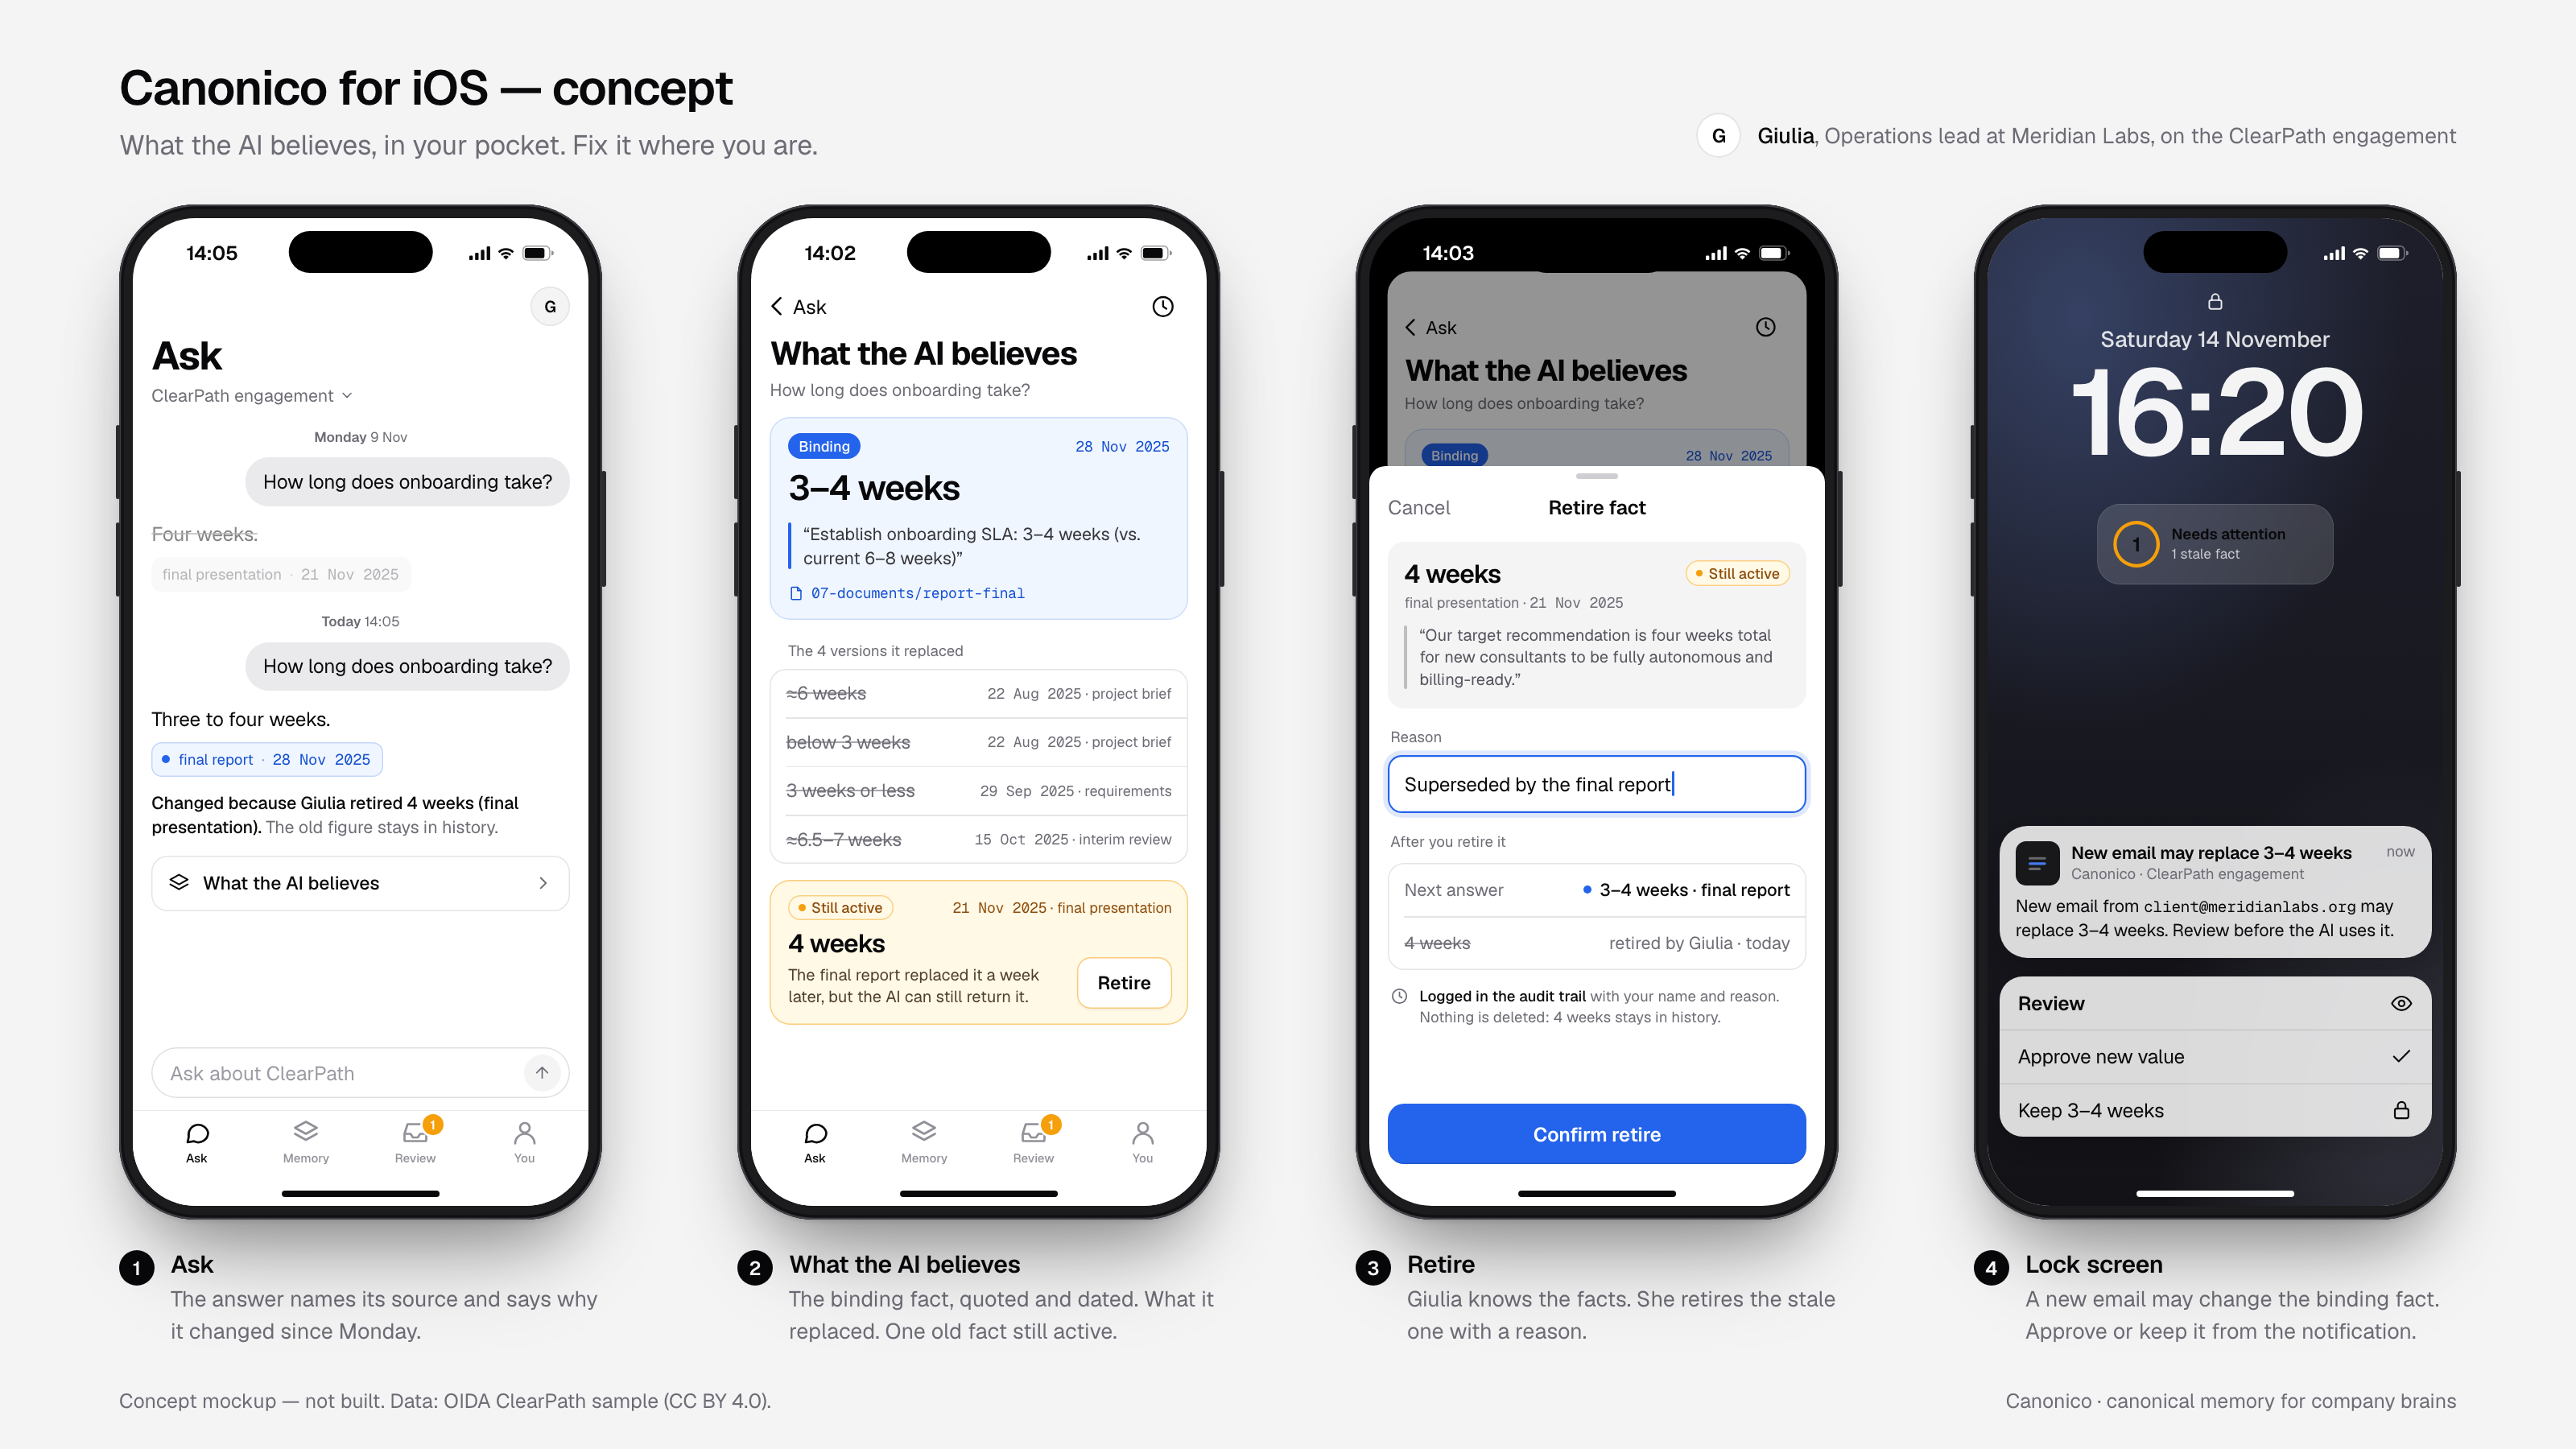 Canonico for iOS — concept
What the AI believes, in your pocket. Fix it where you are.
G
Giulia, Operations lead at Meridian Labs, on the ClearPath engagement
14:05
G
Ask
ClearPath engagement
Monday 9 Nov
How long does onboarding take?
Four weeks.
final presentation · 21 Nov 2025
Today 14:05
How long does onboarding take?
Three to four weeks.
final report · 28 Nov 2025
Changed because Giulia retired 4 weeks (final
presentation). The old figure stays in history.
What the AI believes
Ask about ClearPath
1
Ask
Memory
Review
You
14:02
Ask
What the AI believes
How long does onboarding take?
Binding
28 Nov 2025
3–4 weeks
“Establish onboarding SLA: 3–4 weeks (vs.
current 6–8 weeks)”
07-documents/report-final
The 4 versions it replaced
≈6 weeks
22 Aug 2025 · project brief
below 3 weeks
22 Aug 2025 · project brief
3 weeks or less
29 Sep 2025 · requirements
≈6.5–7 weeks
15 Oct 2025 · interim review
Still active
21 Nov 2025 · final presentation
4 weeks
The final report replaced it a week
later, but the AI can still return it.
Retire
1
Ask
Memory
Review
You
14:03
Ask
What the AI believes
How long does onboarding take?
Binding
28 Nov 2025
Cancel
Retire fact
4 weeks
Still active
final presentation · 21 Nov 2025
“Our target recommendation is four weeks total
for new consultants to be fully autonomous and
billing-ready.”
Reason
Superseded by the final report
After you retire it
Next answer
3–4 weeks · final report
4 weeks
retired by Giulia · today
Logged in the audit trail with your name and reason.
Nothing is deleted: 4 weeks stays in history.
Confirm retire
Saturday 14 November
16:20
1
Needs attention
1 stale fact
New email may replace 3–4 weeks
now
Canonico · ClearPath engagement
New email from client@meridianlabs.org may
replace 3–4 weeks. Review before the AI uses it.
Review
Approve new value
Keep 3–4 weeks
1
Ask
The answer names its source and says why
it changed since Monday.
2
What the AI believes
The binding fact, quoted and dated. What it
replaced. One old fact still active.
3
Retire
Giulia knows the facts. She retires the stale
one with a reason.
4
Lock screen
A new email may change the binding fact.
Approve or keep it from the notification.
Concept mockup — not built. Data: OIDA ClearPath sample (CC BY 4.0).
Canonico · canonical memory for company brains